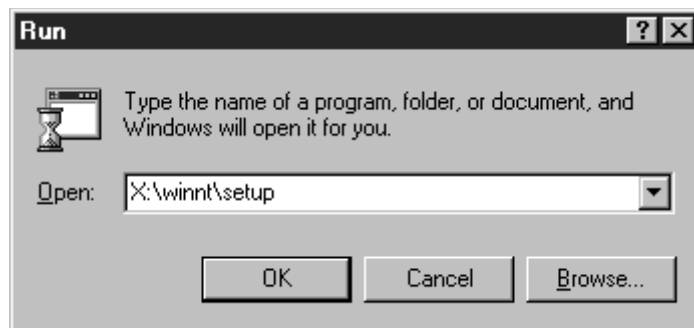 Run
Type the name of a program, folder, or document, and
Windows will open it for you.
Open: X:\winnt\setup
OK Cancel Browse...